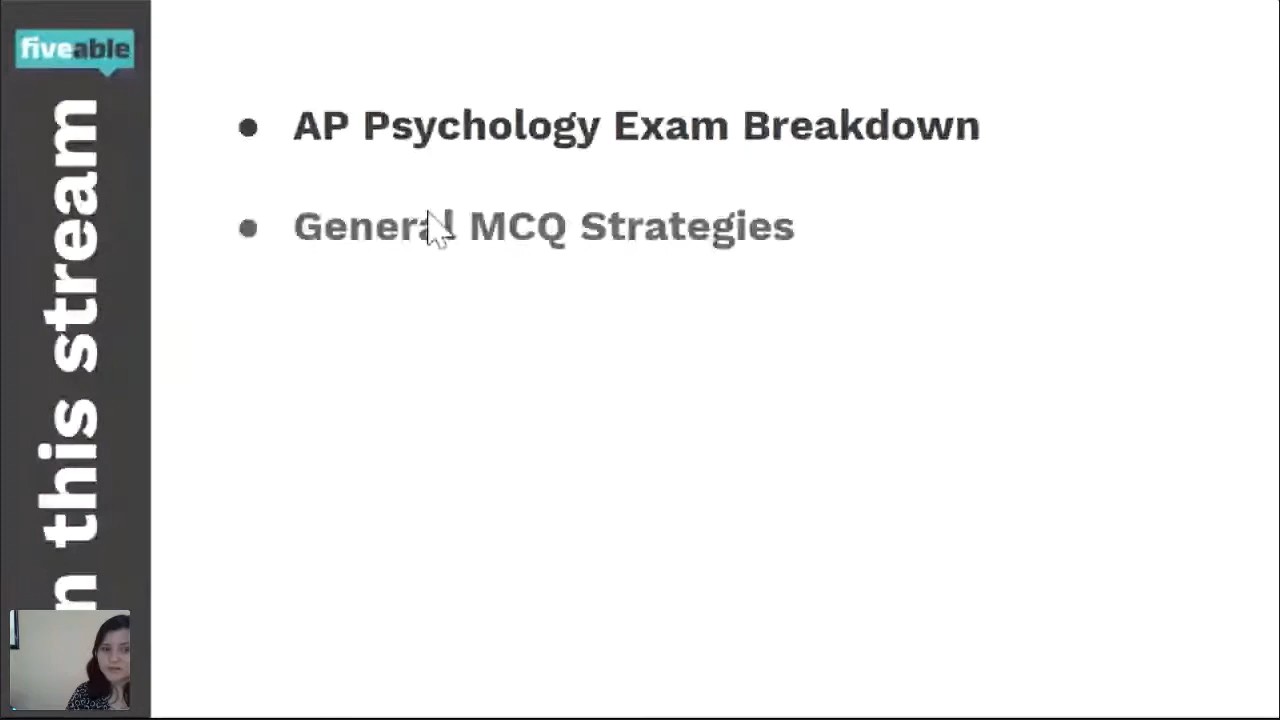 fiveable
n this stream
● AP Psychology Exam Breakdown
● General MCQ Strategies